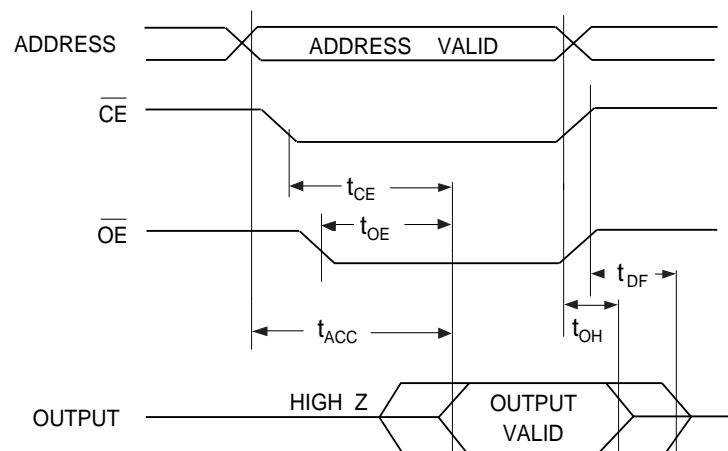 ADDRESS
ADDRESS VALID
CE
tCE
OE
tOE
tDF
tACC
tOH
HIGH Z
OUTPUT
OUTPUT
VALID